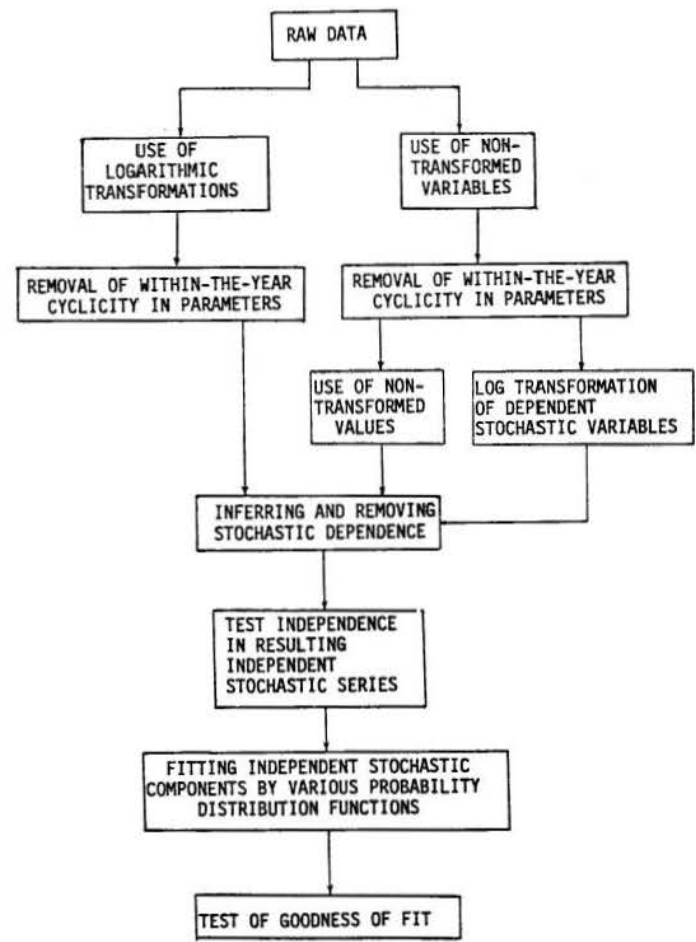 RAW DATA
USE OF
LOGARITHMIC
TRANSFORMATIONS
USE OF NON-
TRANSFORMED
VARIABLES
REMOVAL OF WITHIN-THE-YEAR
CYCLICITY IN PARAMETERS
REMOVAL OF WITHIN-THE-YEAR
CYCLICITY IN PARAMETERS
USE OF NON-
TRANSFORMED
VALUES
LOG TRANSFORMATION
OF DEPENDENT
STOCHASTIC VARIABLES
INFERRING AND REMOVING
STOCHASTIC DEPENDENCE
TEST INDEPENDENCE
IN RESULTING
INDEPENDENT
STOCHASTIC SERIES
FITTING INDEPENDENT STOCHASTIC
COMPONENTS BY VARIOUS PROBABILITY
DISTRIBUTION FUNCTIONS
TEST OF GOODNESS OF FIT